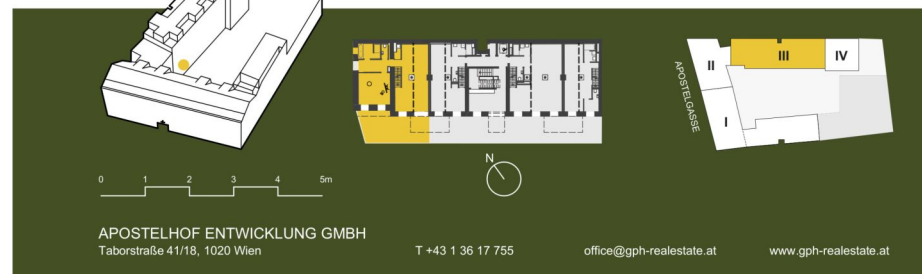 II
III
IV
I
APOSTELGASSE
N
0 1 2 3 4 5m
APOSTELHOF ENTWICKLUNG GMBH
Taborstraße 41/18, 1020 Wien
T +43 1 36 17 755
office@gph-realestate.at
www.gph-realestate.at